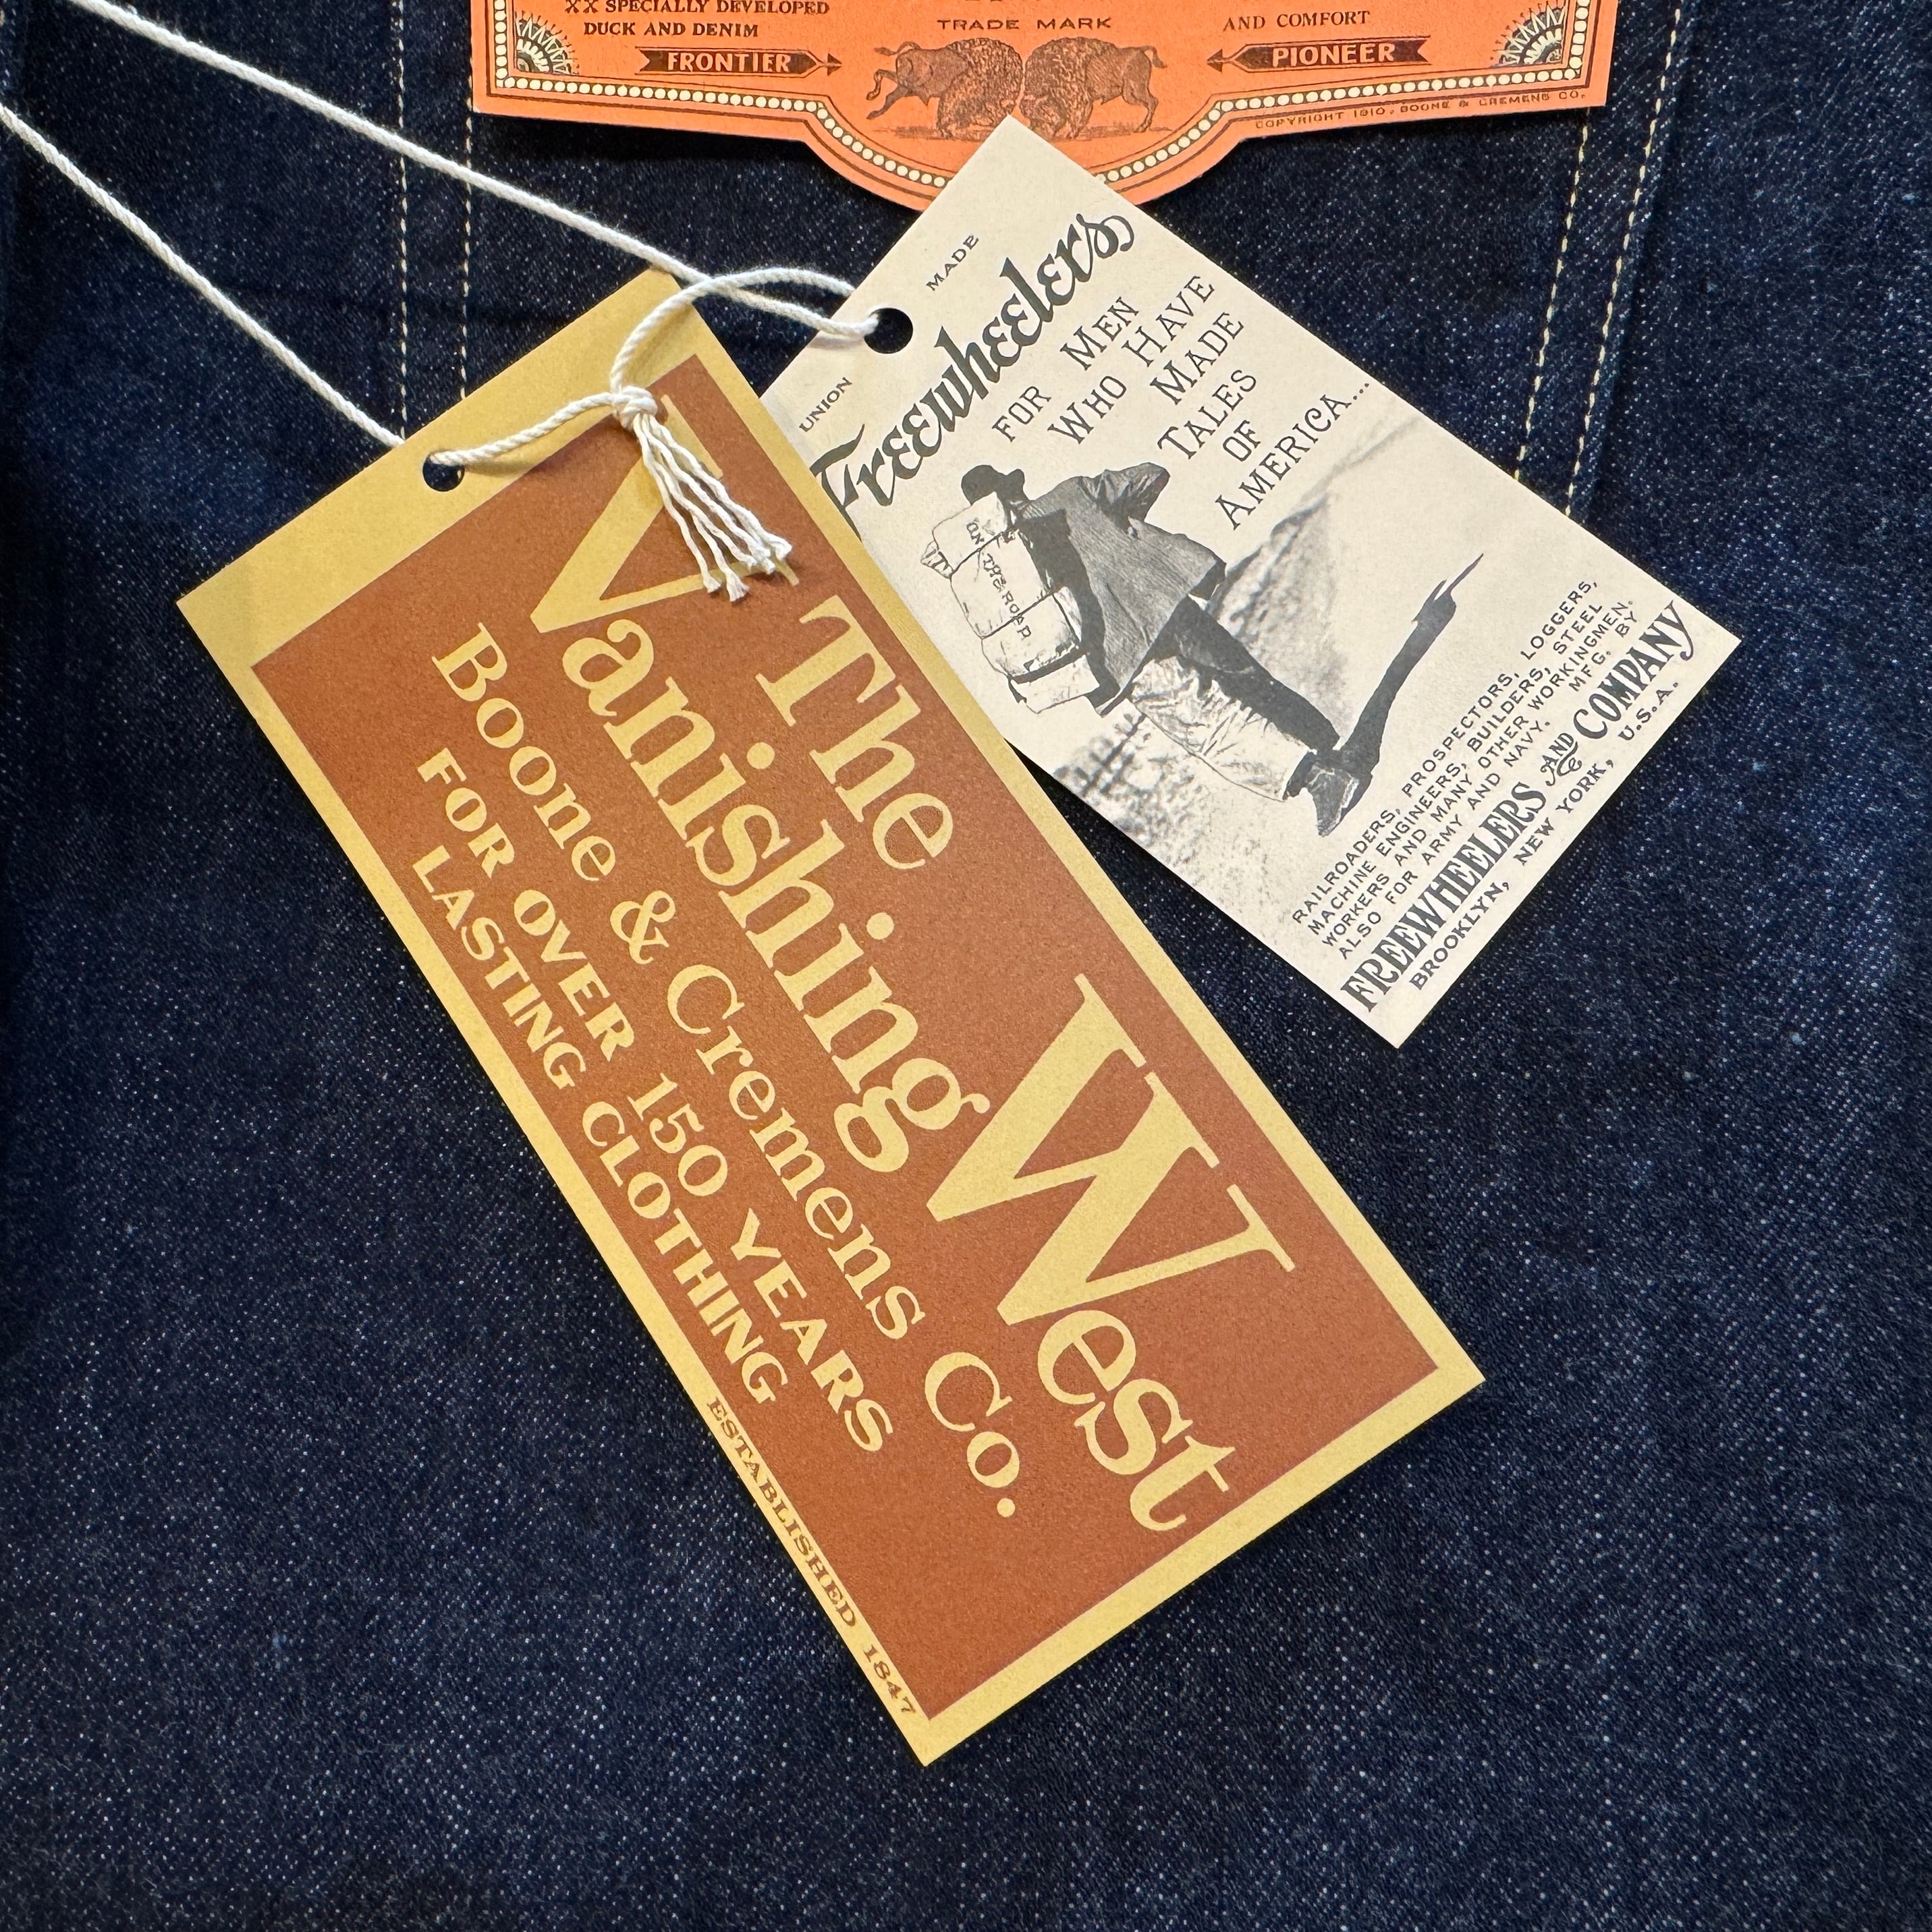 XX SPECIALLY DEVELOPED
DUCK AND DENIM
FRONTIER
TRADE MARK
AND COMFORT
PIONEER
COPYRIGHT 1910, BOONE & CREMENS CO.
UNION MADE
Freewheelers
FOR MEN
WHO HAVE
MADE
TALES
OF
AMERICA...
ON THE ROAD
RAILROADERS, PROSPECTORS, LOGGERS,
MACHINE ENGINEERS, BUILDERS, STEEL
WORKERS AND MANY OTHER WORKINGMEN.
ALSO FOR ARMY AND NAVY. MFG. BY
FREEWHEELERS AND COMPANY
BROOKLYN, NEW YORK, U.S.A.
The
Vanishing West
Boone & Cremens Co.
FOR OVER 150 YEARS
LASTING CLOTHING
ESTABLISHED 1847